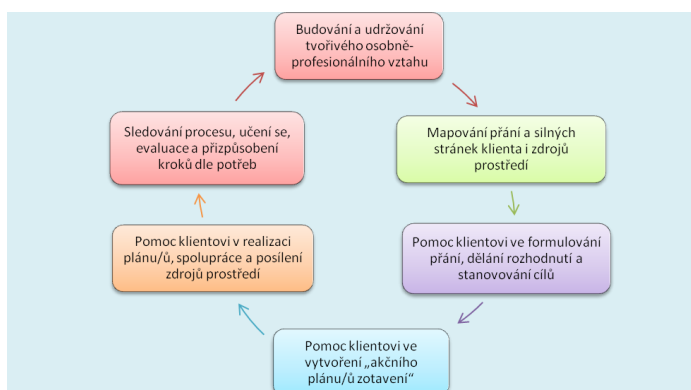 Budování a udržování
tvořivého osobně-
profesionálního vztahu
Mapování přání a silných
stránek klienta i zdrojů
prostředí
Pomoc klientovi ve formulování
přání, dělání rozhodnutí a
stanovování cílů
Pomoc klientovi ve
vytvoření „akčního
plánu/ů zotavení“
Pomoc klientovi v realizaci
plánu/ů, spolupráce a posílení
zdrojů prostředí
Sledování procesu, učení se,
evaluace a přizpůsobení
kroků dle potřeb